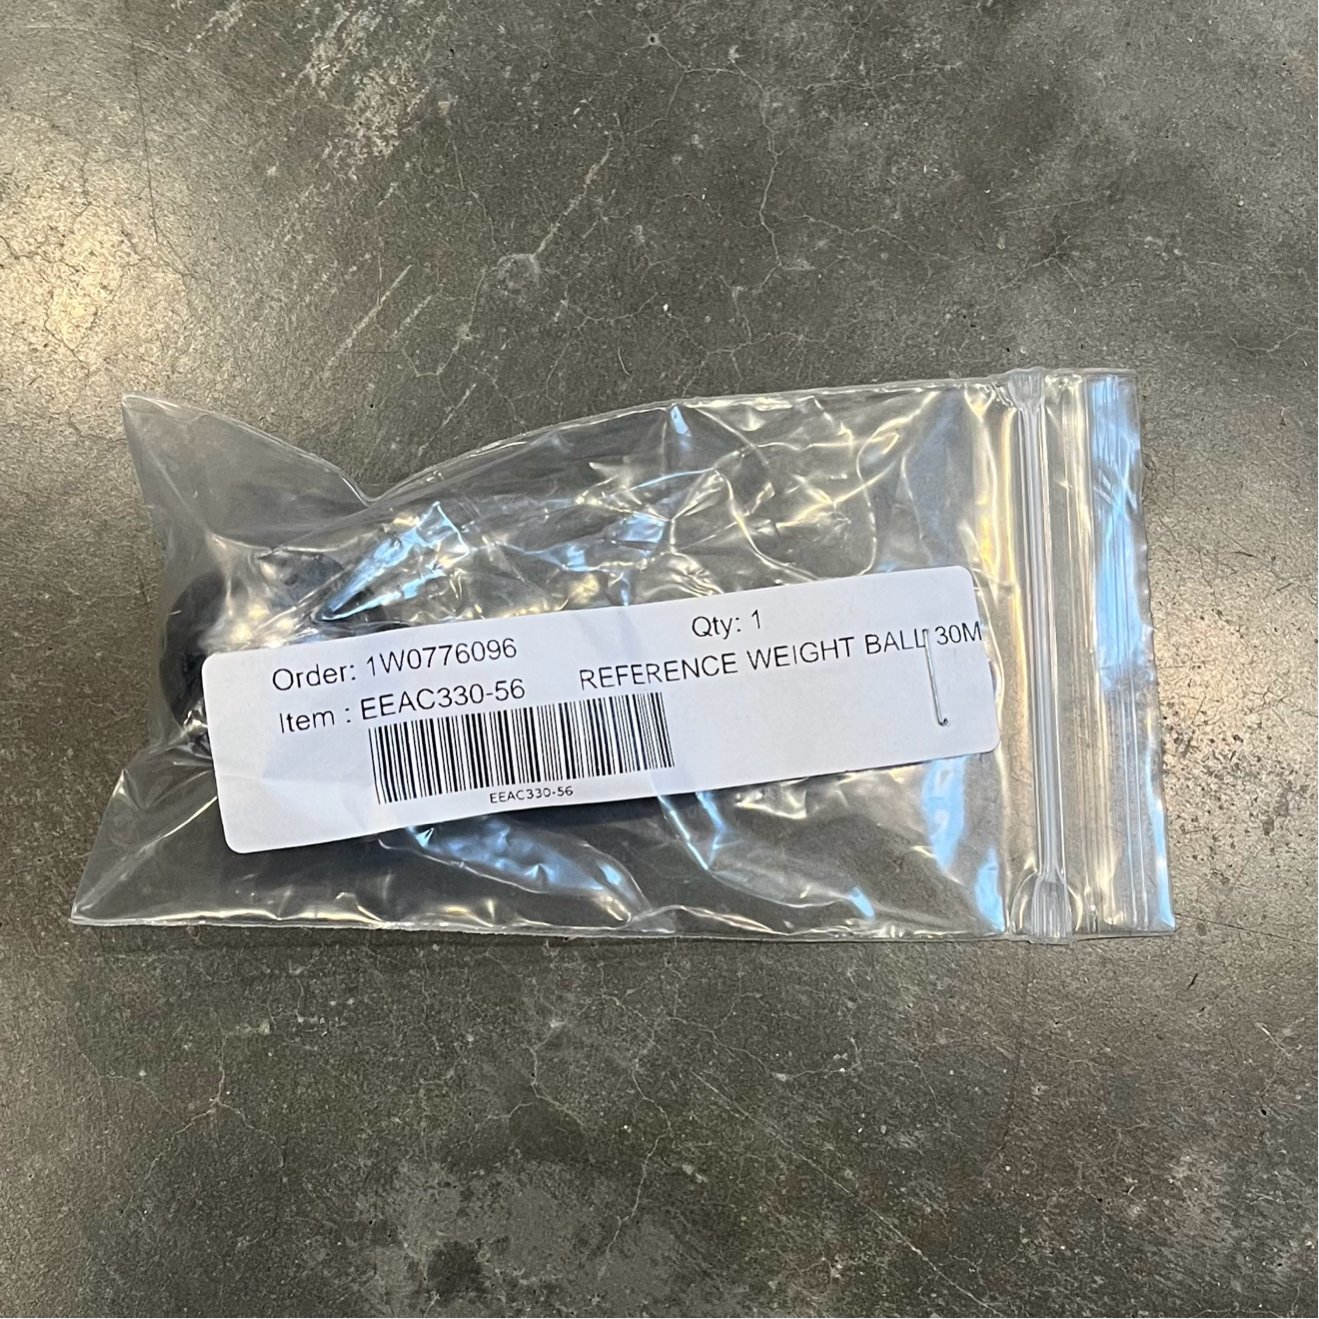 Order: 1W0776096 Qty: 1
Item : EEAC330-56 REFERENCE WEIGHT BALL 30M
EEAC330-56